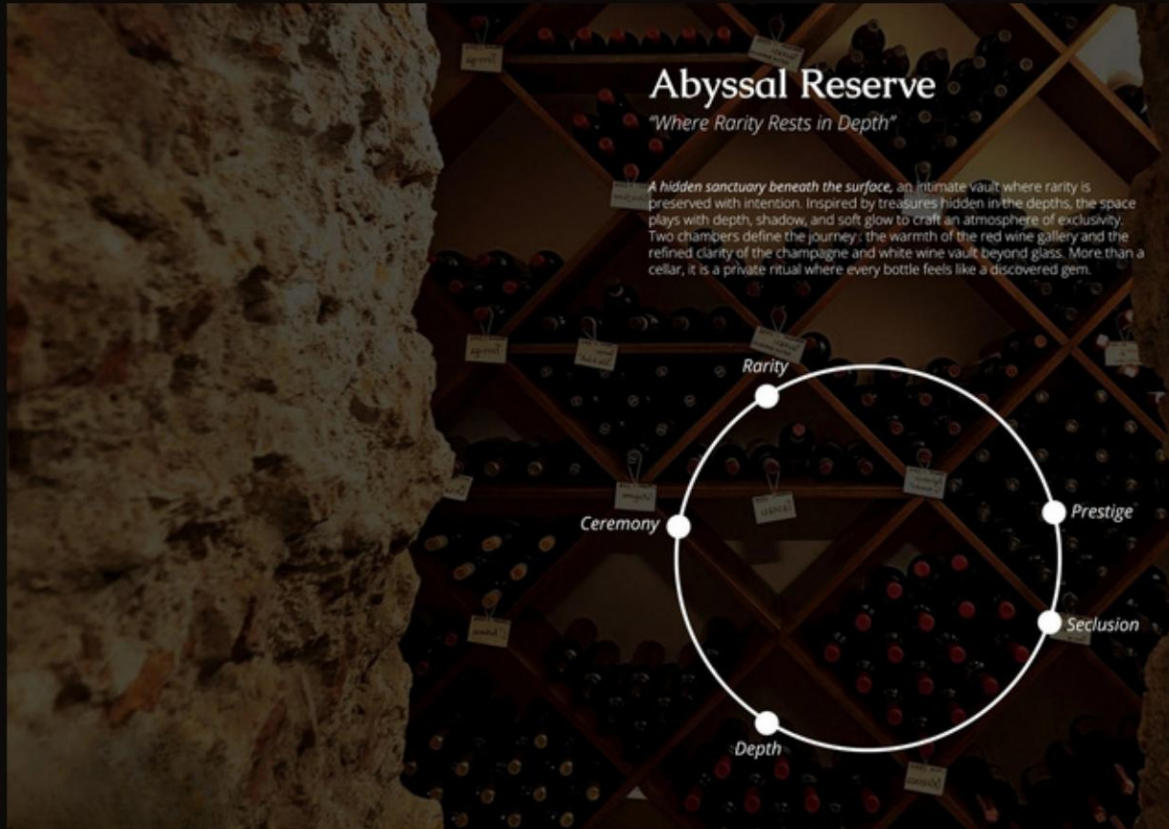 Abyssal Reserve
“Where Rarity Rests in Depth”
A hidden sanctuary beneath the surface, an intimate vault where rarity is
preserved with intention. Inspired by treasures hidden in the depths, the space
plays with depth, shadow, and soft glow to craft an atmosphere of exclusivity.
Two chambers define the journey : the warmth of the red wine gallery and the
refined clarity of the champagne and white wine vault beyond glass. More than a
cellar, it is a private ritual where every bottle feels like a discovered gem.
Rarity
Prestige
Ceremony
Seclusion
Depth